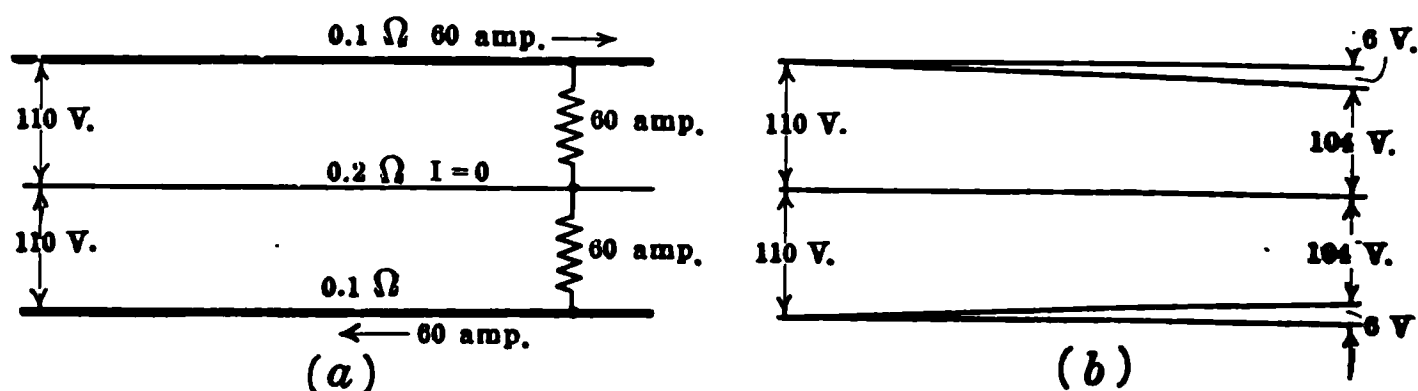 0.1 Ω 60 amp.
110 V.
60 amp.
0.2 Ω I = 0
110 V.
60 amp.
0.1 Ω
60 amp.
(a)
6 V.
110 V.
104 V.
110 V.
104 V.
6 V
(b)